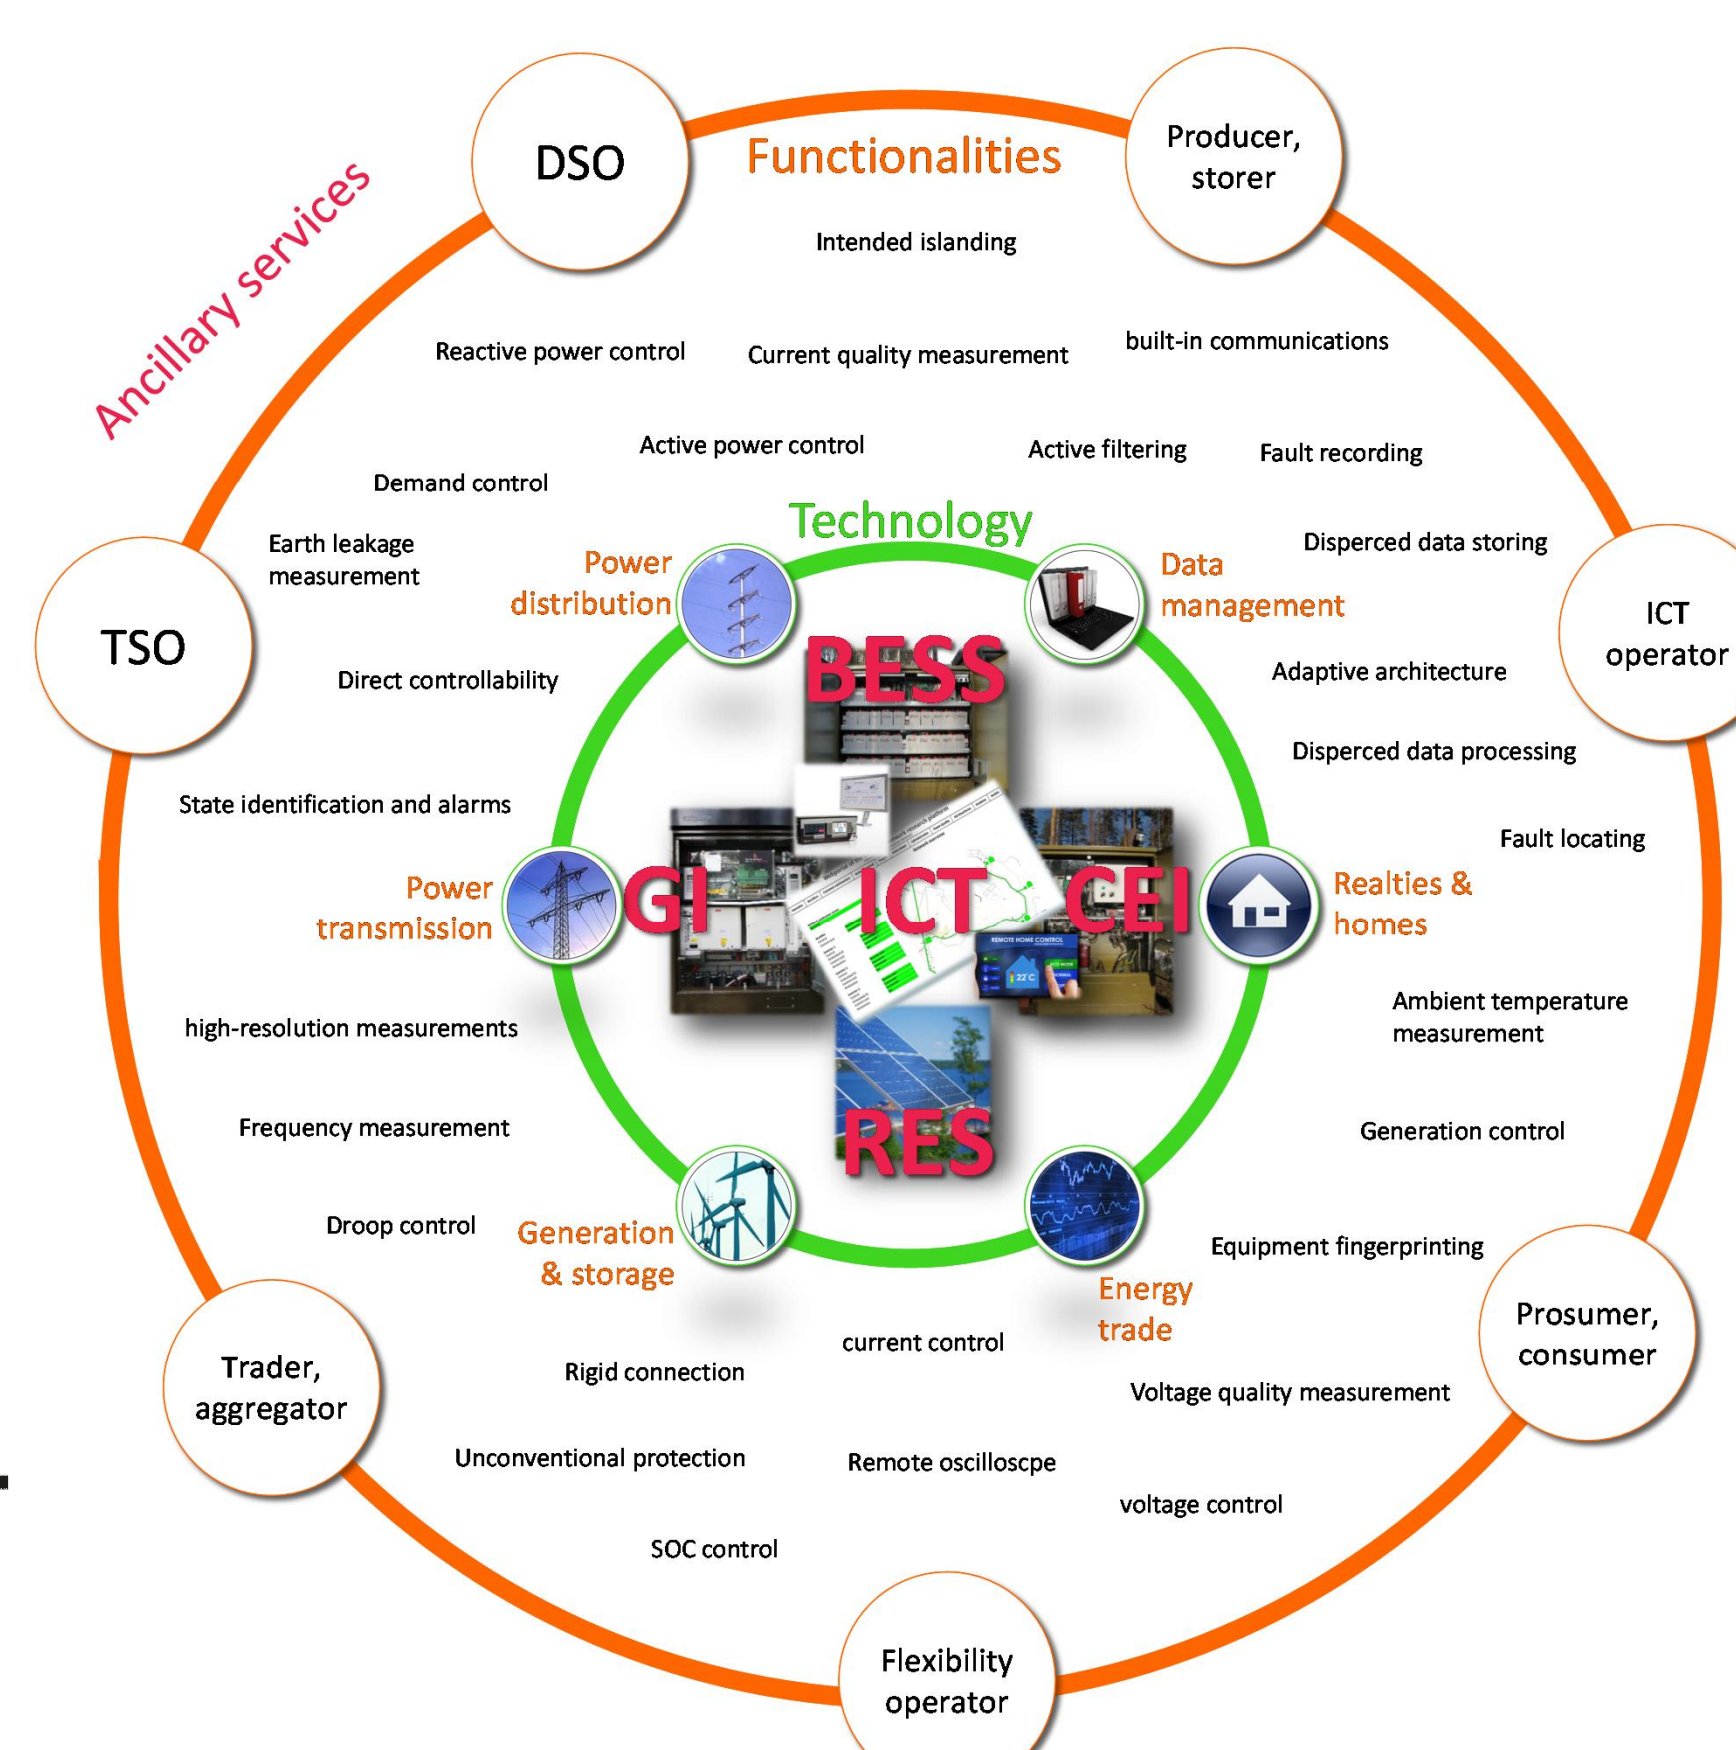 DSO
Functionalities
Producer,
storer
Ancillary services
Intended islanding
Reactive power control
Current quality measurement
built-in communications
Active power control
Active filtering
Fault recording
Demand control
Technology
Earth leakage
measurement
Power
distribution
Data
management
Disperced data storing
TSO
ICT
operator
BESS
Direct controllability
Adaptive architecture
Disperced data processing
State identification and alarms
Fault locating
Power
transmission
GI
ICT
CEI
Realties &
homes
REMOTE HOME CONTROL
22°C
high-resolution measurements
Ambient temperature
measurement
Frequency measurement
RES
Generation control
Droop control
Generation
& storage
Equipment fingerprinting
Energy
trade
Prosumer,
consumer
Trader,
aggregator
current control
Rigid connection
Voltage quality measurement
Unconventional protection
Remote oscilloscpe
voltage control
SOC control
Flexibility
operator